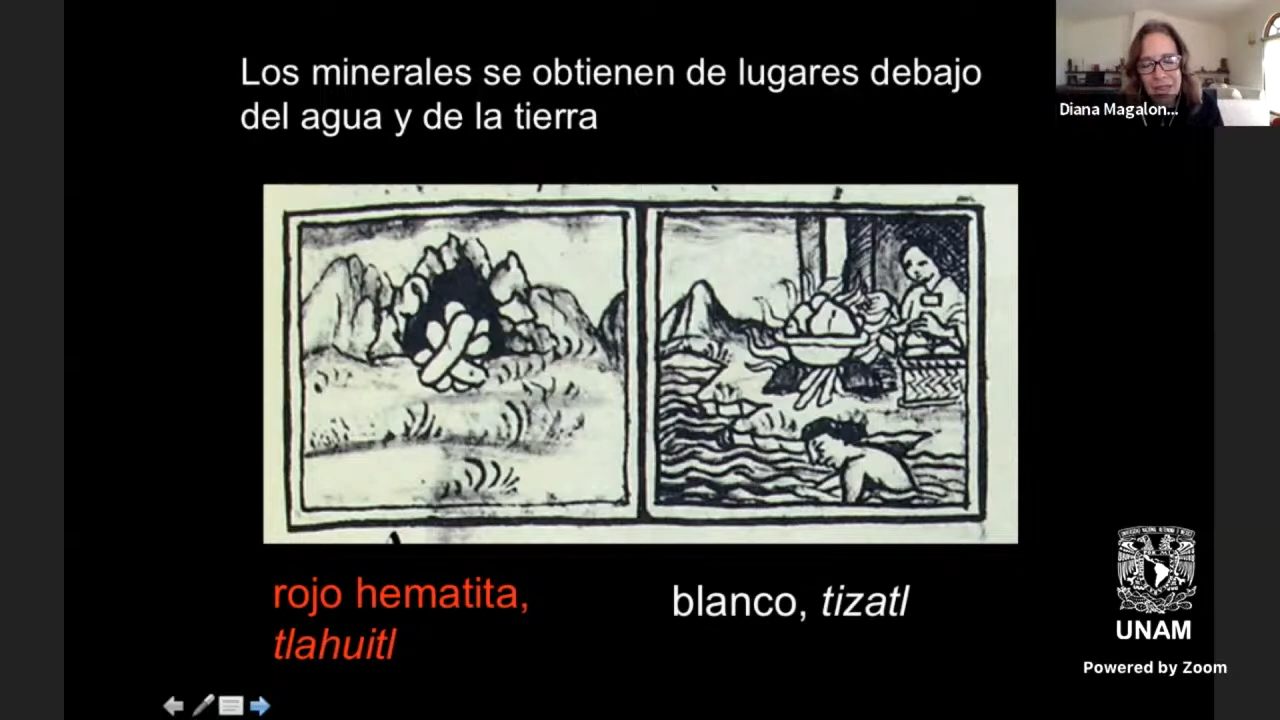 Los minerales se obtienen de lugares debajo
del agua y de la tierra
Diana Magalon...
rojo hematita,
tlahuitl
blanco, tizatl
UNAM
Powered by Zoom